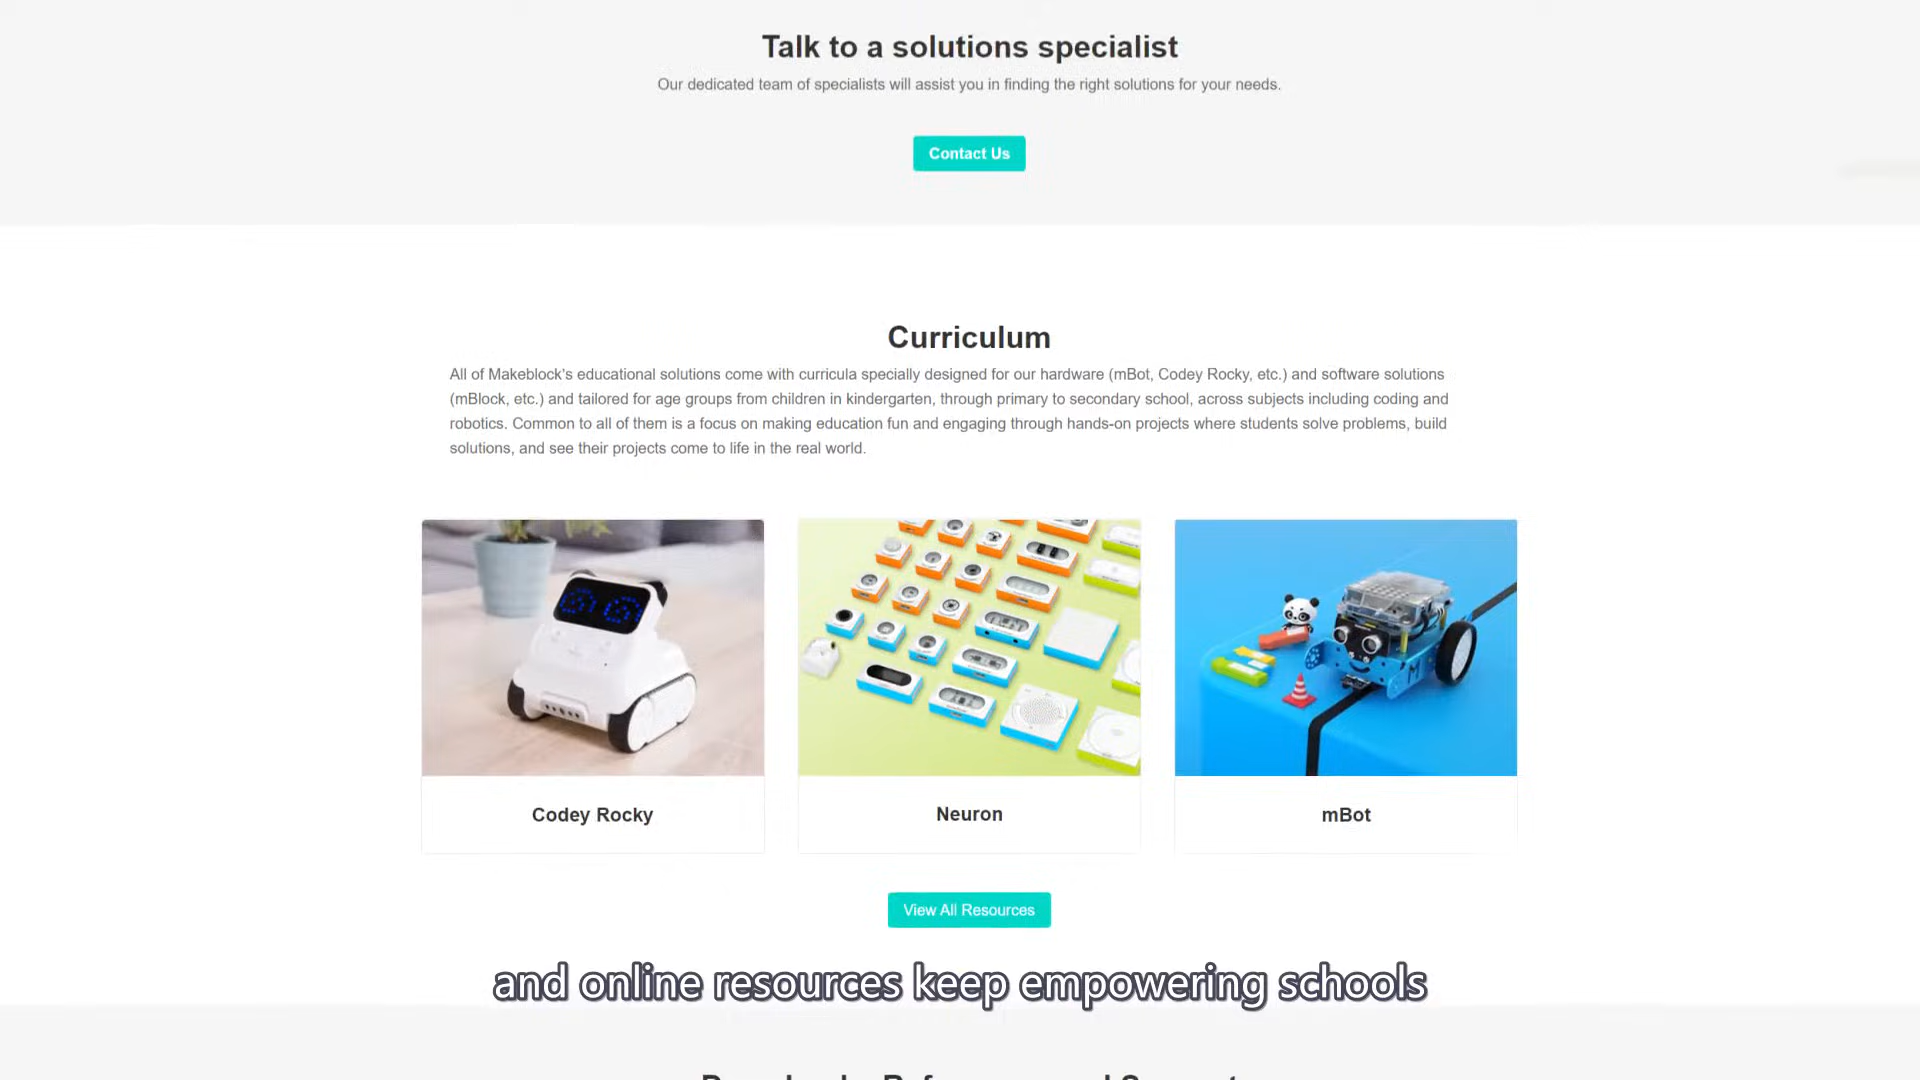 Talk to a solutions specialist
Our dedicated team of specialists will assist you in finding the right solutions for your needs.
Contact Us
Curriculum
All of Makeblock's educational solutions come with curricula specially designed for our hardware (mBot, Codey Rocky, etc.) and software solutions
(mBlock, etc.) and tailored for age groups from children in kindergarten, through primary to secondary school, across subjects including coding and
robotics. Common to all of them is a focus on making education fun and engaging through hands-on projects where students solve problems, build
solutions, and see their projects come to life in the real world.
Codey Rocky
Neuron
mBot
View All Resources
and online resources keep empowering schools